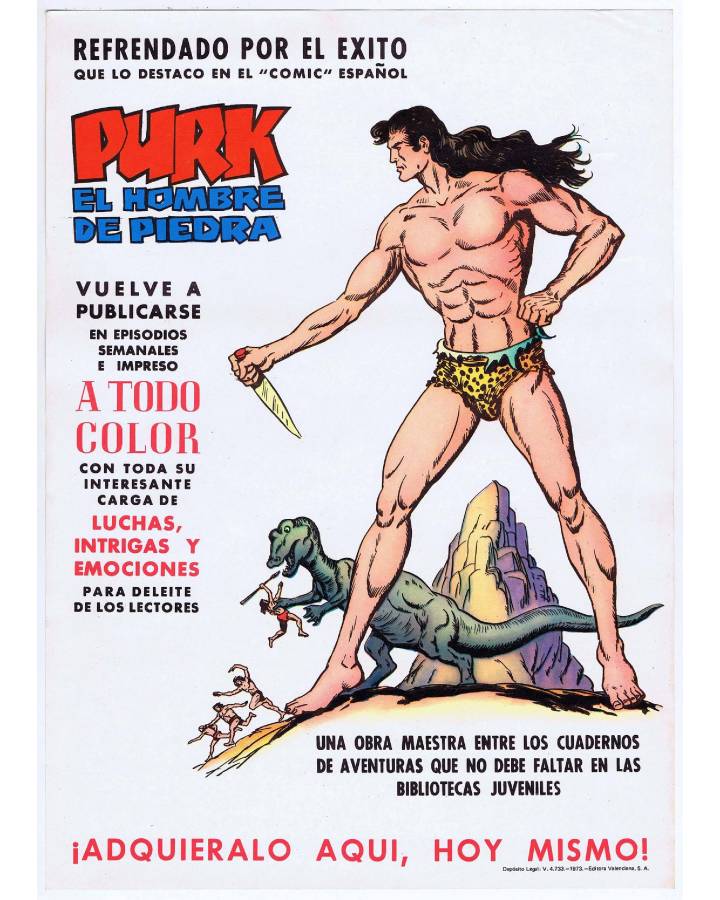 REFRENDADO POR EL EXITO
QUE LO DESTACO EN EL "COMIC" ESPAÑOL
PURK
EL HOMBRE
DE PIEDRA
VUELVE A
PUBLICARSE
EN EPISODIOS
SEMANALES
E IMPRESO
A TODO
COLOR
CON TODA SU
INTERESANTE
CARGA DE
LUCHAS,
INTRIGAS Y
EMOCIONES
PARA DELEITE
DE LOS LECTORES
UNA OBRA MAESTRA ENTRE LOS CUADERNOS
DE AVENTURAS QUE NO DEBE FALTAR EN LAS
BIBLIOTECAS JUVENILES
¡ADQUIERALO AQUI, HOY MISMO!
Depósito Legal: V. 4.733.–1973.–Editora Valenciana, S. A.